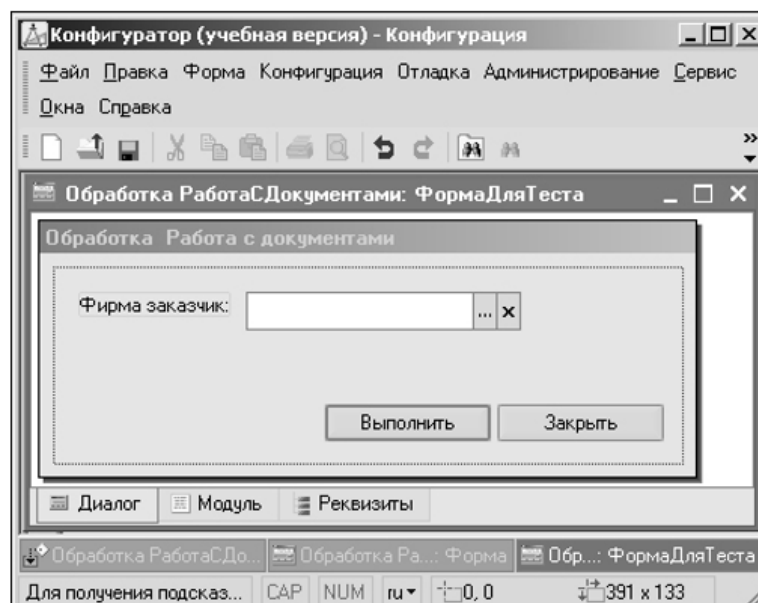 Конфигуратор (учебная версия) - Конфигурация
Файл Правка Форма Конфигурация Отладка Администрирование Сервис
Окна Справка
Обработка РаботаСДокументами: ФормаДляТеста
Обработка Работа с документами
Фирма заказчик: ... x
Выполнить Закрыть
Диалог Модуль Реквизиты
Обработка РаботаСДо... Обработка Ра...: Форма Обр...: ФормаДляТеста
Для получения подсказ... CAP NUM ru 0, 0 391 x 133